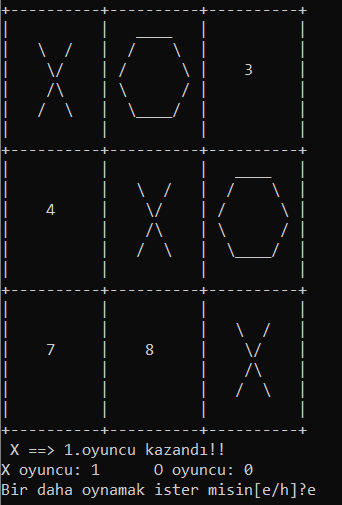 3
4
7 8
X ==> 1.oyuncu kazandı!!
X oyuncu: 1 O oyuncu: 0
Bir daha oynamak ister misin[e/h]?e